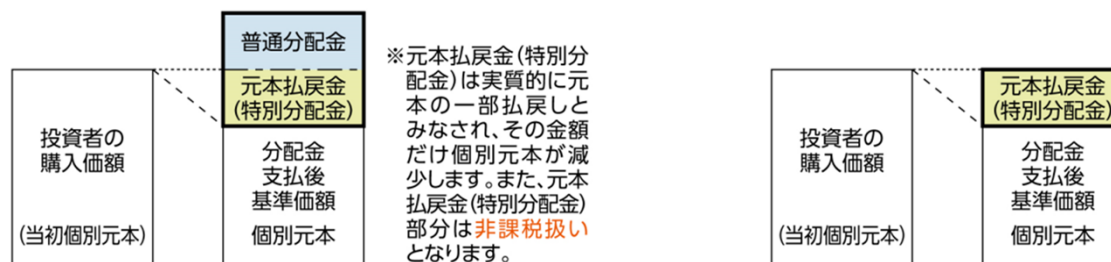 普通分配金
元本払戻金
(特別分配金)
投資者の
購入価額
(当初個別元本)
分配金
支払後
基準価額
個別元本
※元本払戻金(特別分
配金)は実質的に元
本の一部払戻しと
みなされ、その金額
だけ個別元本が減
少します。また、元本
払戻金(特別分配金)
部分は非課税扱い
となります。
元本払戻金
(特別分配金)
投資者の
購入価額
(当初個別元本)
分配金
支払後
基準価額
個別元本